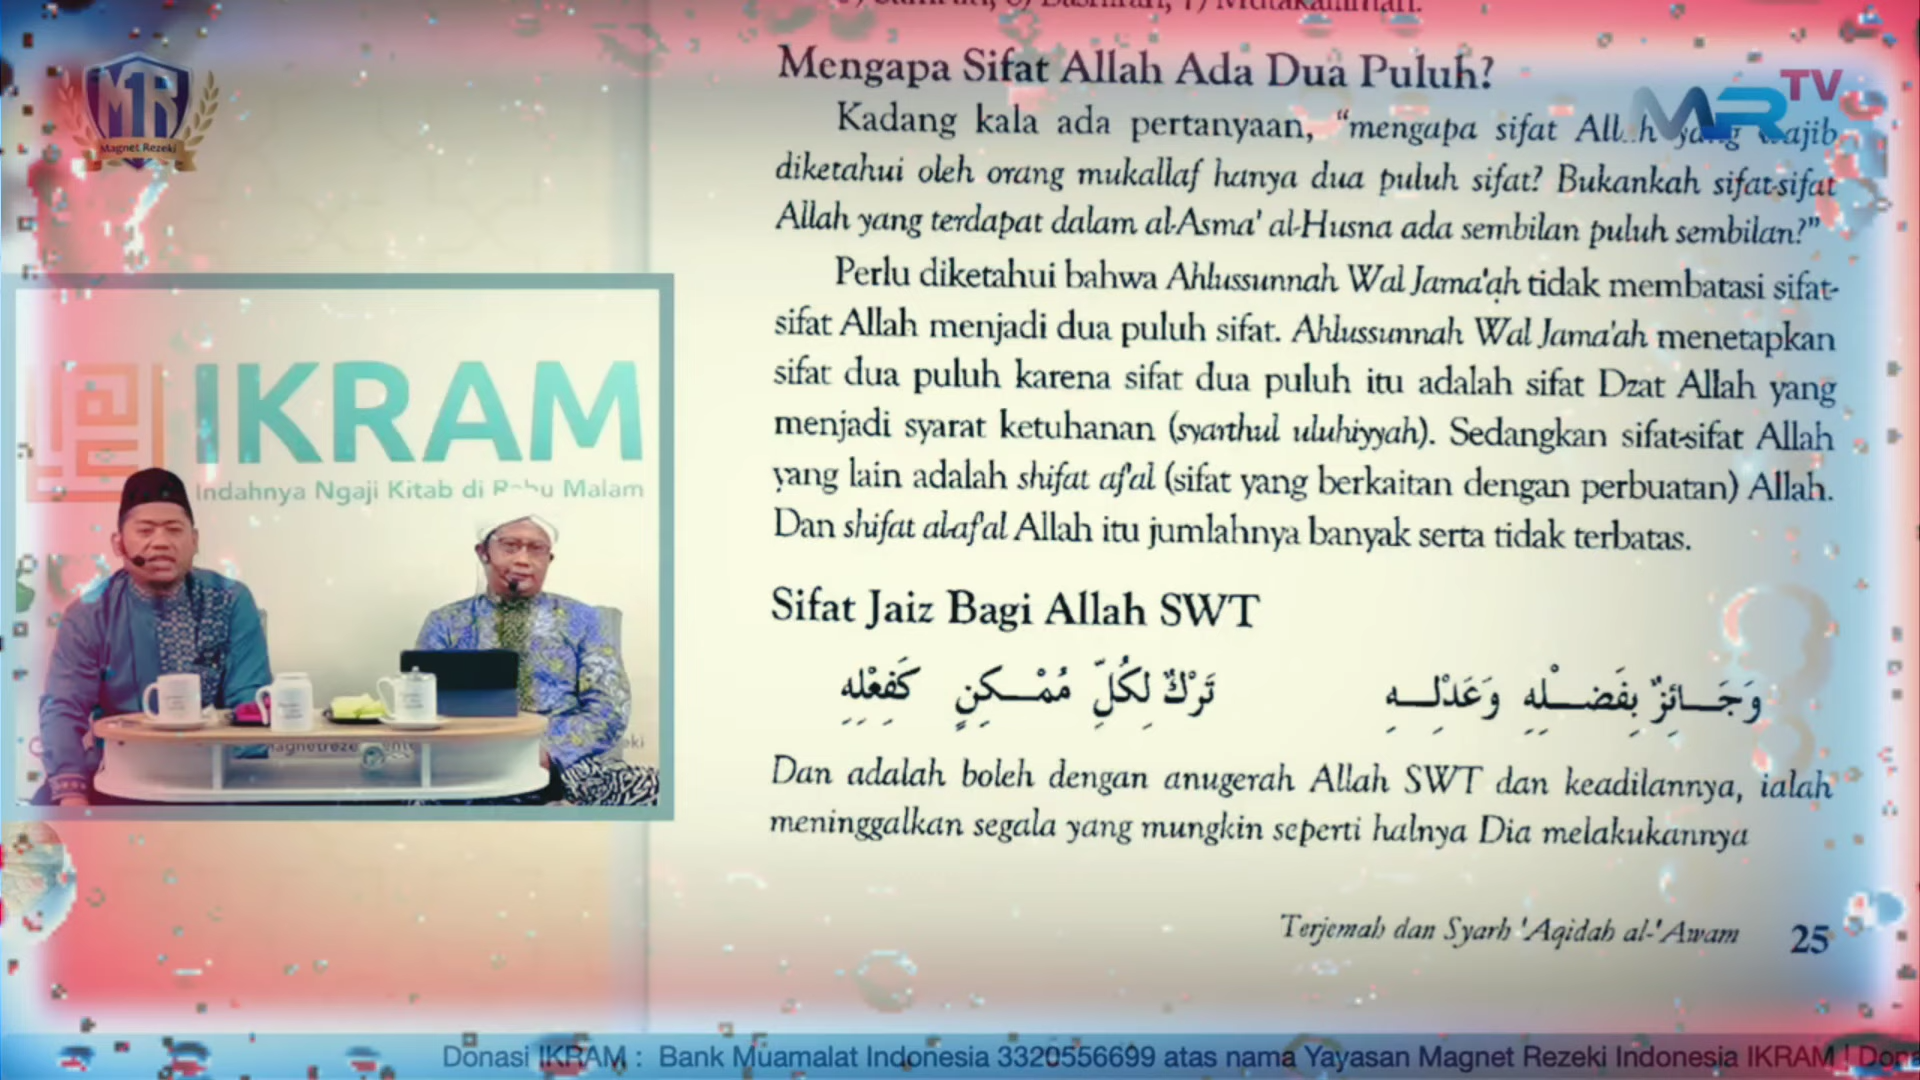 Mutakalliman.
Mengapa Sifat Allah Ada Dua Puluh?
Kadang kala ada pertanyaan, “mengapa sifat All..h yang wajib
diketahui oleh orang mukallaf hanya dua puluh sifat? Bukankah sifat-sifat
Allah yang terdapat dalam al-Asma' al-Husna ada sembilan puluh sembilan?”
Perlu diketahui bahwa Ahlussunnah Wal Jama'ah tidak membatasi sifat-
sifat Allah menjadi dua puluh sifat. Ahlussunnah Wal Jama'ah menetapkan
sifat dua puluh karena sifat dua puluh itu adalah sifat Dzat Allah yang
menjadi syarat ketuhanan (syarthul uluhiyyah). Sedangkan sifat-sifat Allah
yang lain adalah shifat af'al (sifat yang berkaitan dengan perbuatan) Allah.
Dan shifat al-af'al Allah itu jumlahnya banyak serta tidak terbatas.
Sifat Jaiz Bagi Allah SWT
وَجَـائِزٌ بِفَضْـلِهِ وَعَدْلِـهِ تَرْكٌ لِكُلِّ مُمْـكِنٍ كَفِعْلِهِ
Dan adalah boleh dengan anugerah Allah SWT dan keadilannya, ialah
meninggalkan segala yang mungkin seperti halnya Dia melakukannya
Terjemah dan Syarh 'Aqidah al-'Awam 25
M1R
Magnet Rezeki
MR TV
IKRAM
Indahnya Ngaji Kitab di Rabu Malam
Donasi IKRAM : Bank Muamalat Indonesia 3320556699 atas nama Yayasan Magnet Rezeki Indonesia IKRAM ! Dona